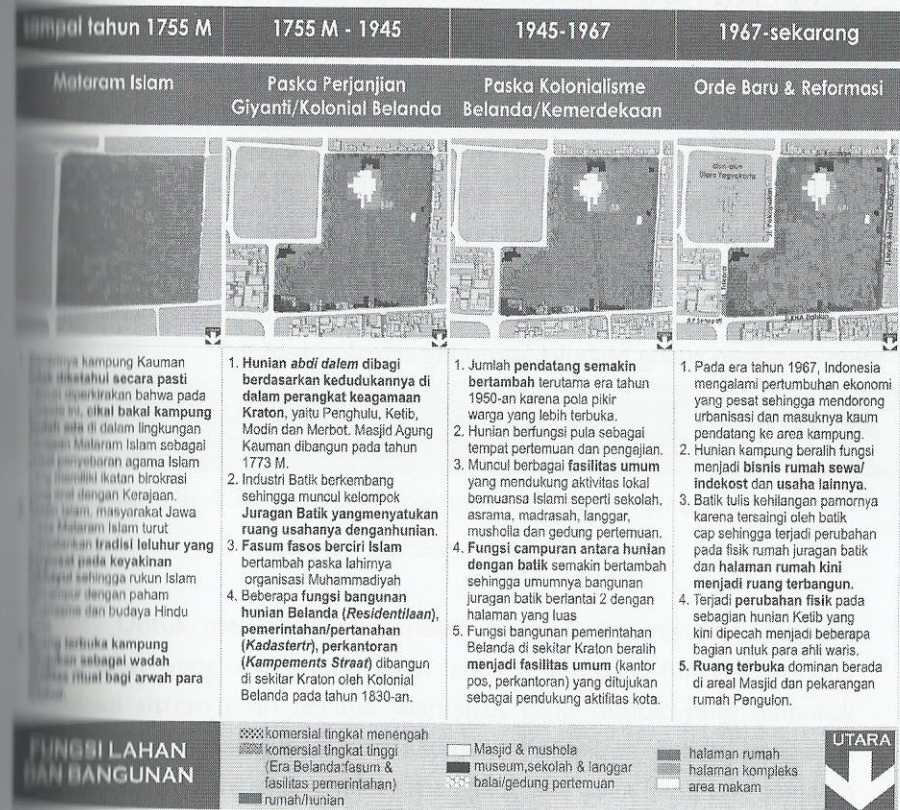 tahun 1755 M
1755 M - 1945
1945-1967
1967-sekarang
Mataram Islam
Paska Perjanjian
Giyanti/Kolonial Belanda
Paska Kolonialisme
Belanda/Kemerdekaan
Orde Baru & Reformasi
Alun-alun
Utara Yogyakarta
KHA Dahlan
kampung Kauman
diketahui secara pasti
diperkirakan bahwa pada
ini, cikal bakal kampung
ada di dalam lingkungan
Mataram Islam sebagai
penyebaran agama Islam
memiliki ikatan birokrasi
dengan Kerajaan.
Islam, masyarakat Jawa
Mataram Islam turut
tradisi leluhur yang
pada keyakinan
sehingga rukun Islam
dengan paham
dan budaya Hindu
terbuka kampung
sebagai wadah
ritual bagi arwah para
1. Hunian abdi dalem dibagi
berdasarkan kedudukannya di
dalam perangkat keagamaan
Kraton, yaitu Penghulu, Ketib,
Modin dan Merbot. Masjid Agung
Kauman dibangun pada tahun
1773 M.
2. Industri Batik berkembang
sehingga muncul kelompok
Juragan Batik yangmenyatukan
ruang usahanya denganhunian.
3. Fasum fasos berciri Islam
bertambah paska lahirnya
organisasi Muhammadiyah
4. Beberapa fungsi bangunan
hunian Belanda (Residentilaan),
pemerintahan/pertanahan
(Kadastertr), perkantoran
(Kampements Straat) dibangun
di sekitar Kraton oleh Kolonial
Belanda pada tahun 1830-an.
1. Jumlah pendatang semakin
bertambah terutama era tahun
1950-an karena pola pikir
warga yang lebih terbuka.
2. Hunian berfungsi pula sebagai
tempat pertemuan dan pengajian.
3. Muncul berbagai fasilitas umum
yang mendukung aktivitas lokal
bernuansa Islami seperti sekolah,
asrama, madrasah, langgar,
musholla dan gedung pertemuan.
4. Fungsi campuran antara hunian
dengan batik semakin bertambah
sehingga umumnya bangunan
juragan batik berlantai 2 dengan
halaman yang luas
5. Fungsi bangunan pemerintahan
Belanda di sekitar Kraton beralih
menjadi fasilitas umum (kantor
pos, perkantoran) yang ditujukan
sebagai pendukung aktifitas kota.
1. Pada era tahun 1967, Indonesia
mengalami pertumbuhan ekonomi
yang pesat sehingga mendorong
urbanisasi dan masuknya kaum
pendatang ke area kampung.
2. Hunian kampung beralih fungsi
menjadi bisnis rumah sewa/
indekost dan usaha lainnya.
3. Batik tulis kehilangan pamornya
karena tersaingi oleh batik
cap sehingga terjadi perubahan
pada fisik rumah juragan batik
dan halaman rumah kini
menjadi ruang terbangun.
4. Terjadi perubahan fisik pada
sebagian hunian Ketib yang
kini dipecah menjadi beberapa
bagian untuk para ahli waris.
5. Ruang terbuka dominan berada
di areal Masjid dan pekarangan
rumah Pengulon.
FUNGSI LAHAN
DAN BANGUNAN
komersial tingkat menengah
komersial tingkat tinggi
(Era Belanda:fasum &
fasilitas pemerintahan)
rumah/hunian
Masjid & mushola
museum,sekolah & langgar
balai/gedung pertemuan
halaman rumah
halaman kompleks
area makam
UTARA